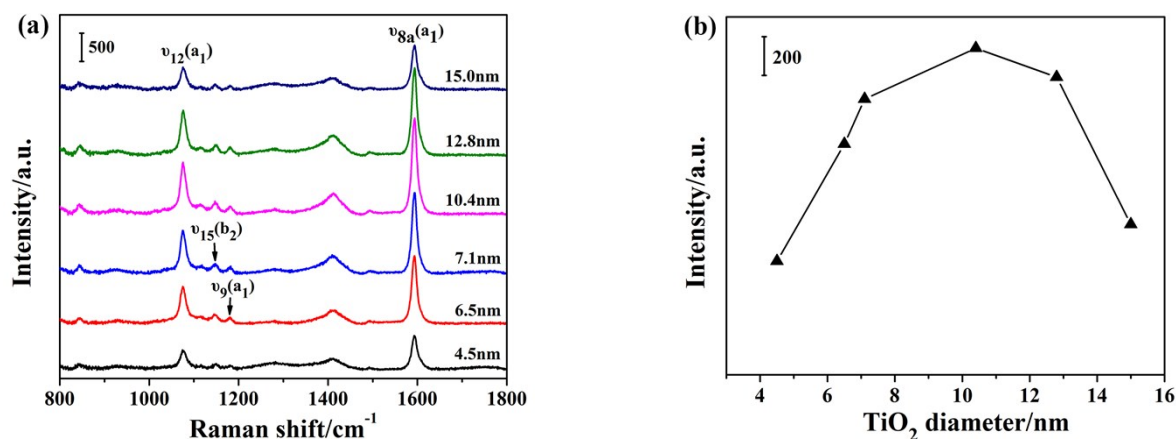 (a)
500
υ12(a1)
υ8a(a1)
15.0nm
12.8nm
10.4nm
υ15(b2)
7.1nm
υ9(a1)
6.5nm
4.5nm
Intensity/a.u.
800 1000 1200 1400 1600 1800
Raman shift/cm-1
(b)
200
Intensity/a.u.
4 6 8 10 12 14 16
TiO2 diameter/nm